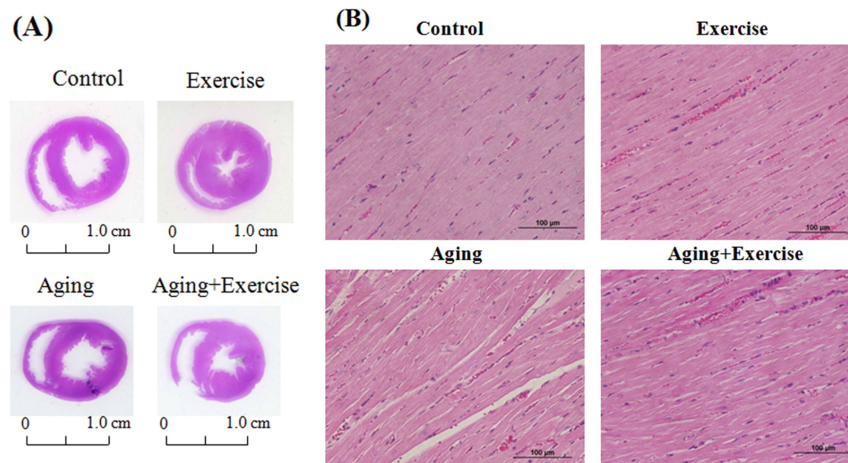 (A)
Control Exercise
0 1.0 cm 0 1.0 cm
Aging Aging+Exercise
0 1.0 cm 0 1.0 cm
(B)
Control Exercise
100 µm 100 µm
Aging Aging+Exercise
100 µm 100 µm